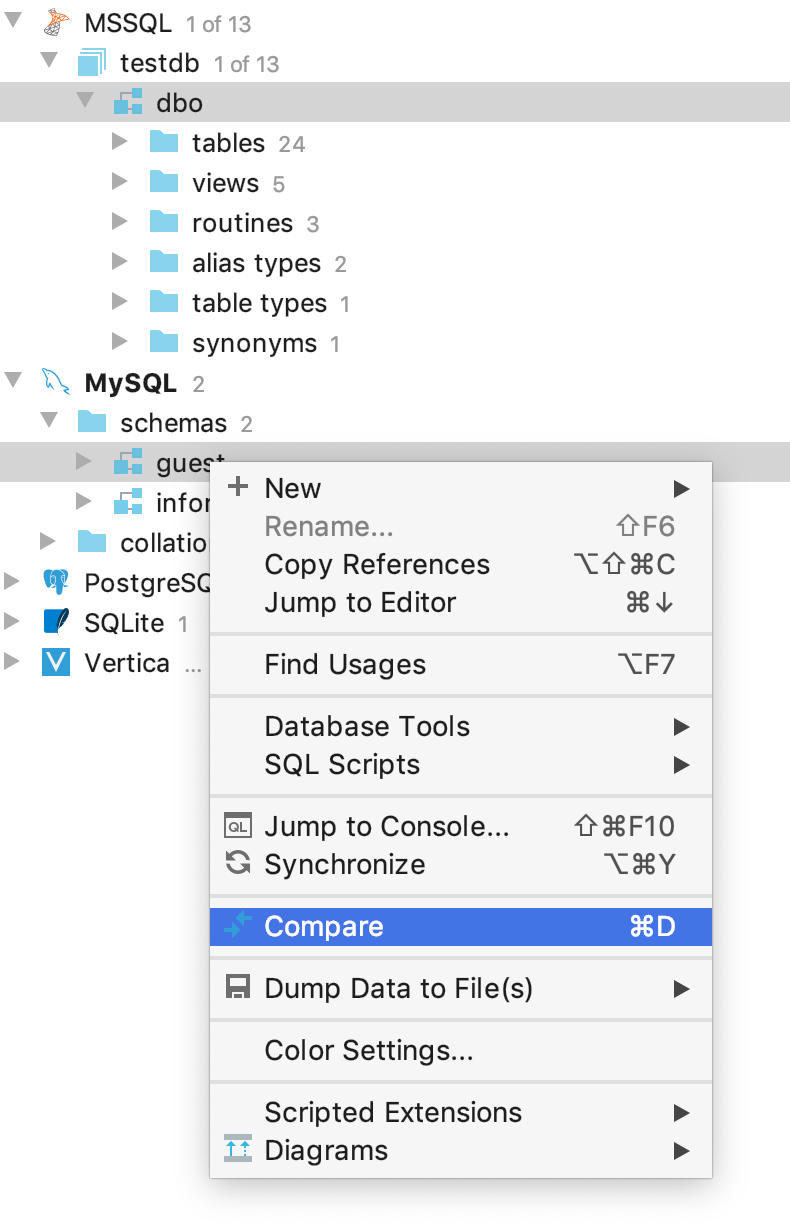 MSSQL 1 of 13
testdb 1 of 13
dbo
tables 24
views 5
routines 3
alias types 2
table types 1
synonyms 1
MySQL 2
schemas 2
guest
infor
collatio
PostgreSQ
SQLite 1
Vertica ...
New
Rename... ⇧F6
Copy References ⌥⇧⌘C
Jump to Editor ⌘↓
Find Usages ⌥F7
Database Tools
SQL Scripts
QL Jump to Console... ⇧⌘F10
Synchronize ⌥⌘Y
Compare ⌘D
Dump Data to File(s)
Color Settings...
Scripted Extensions
Diagrams